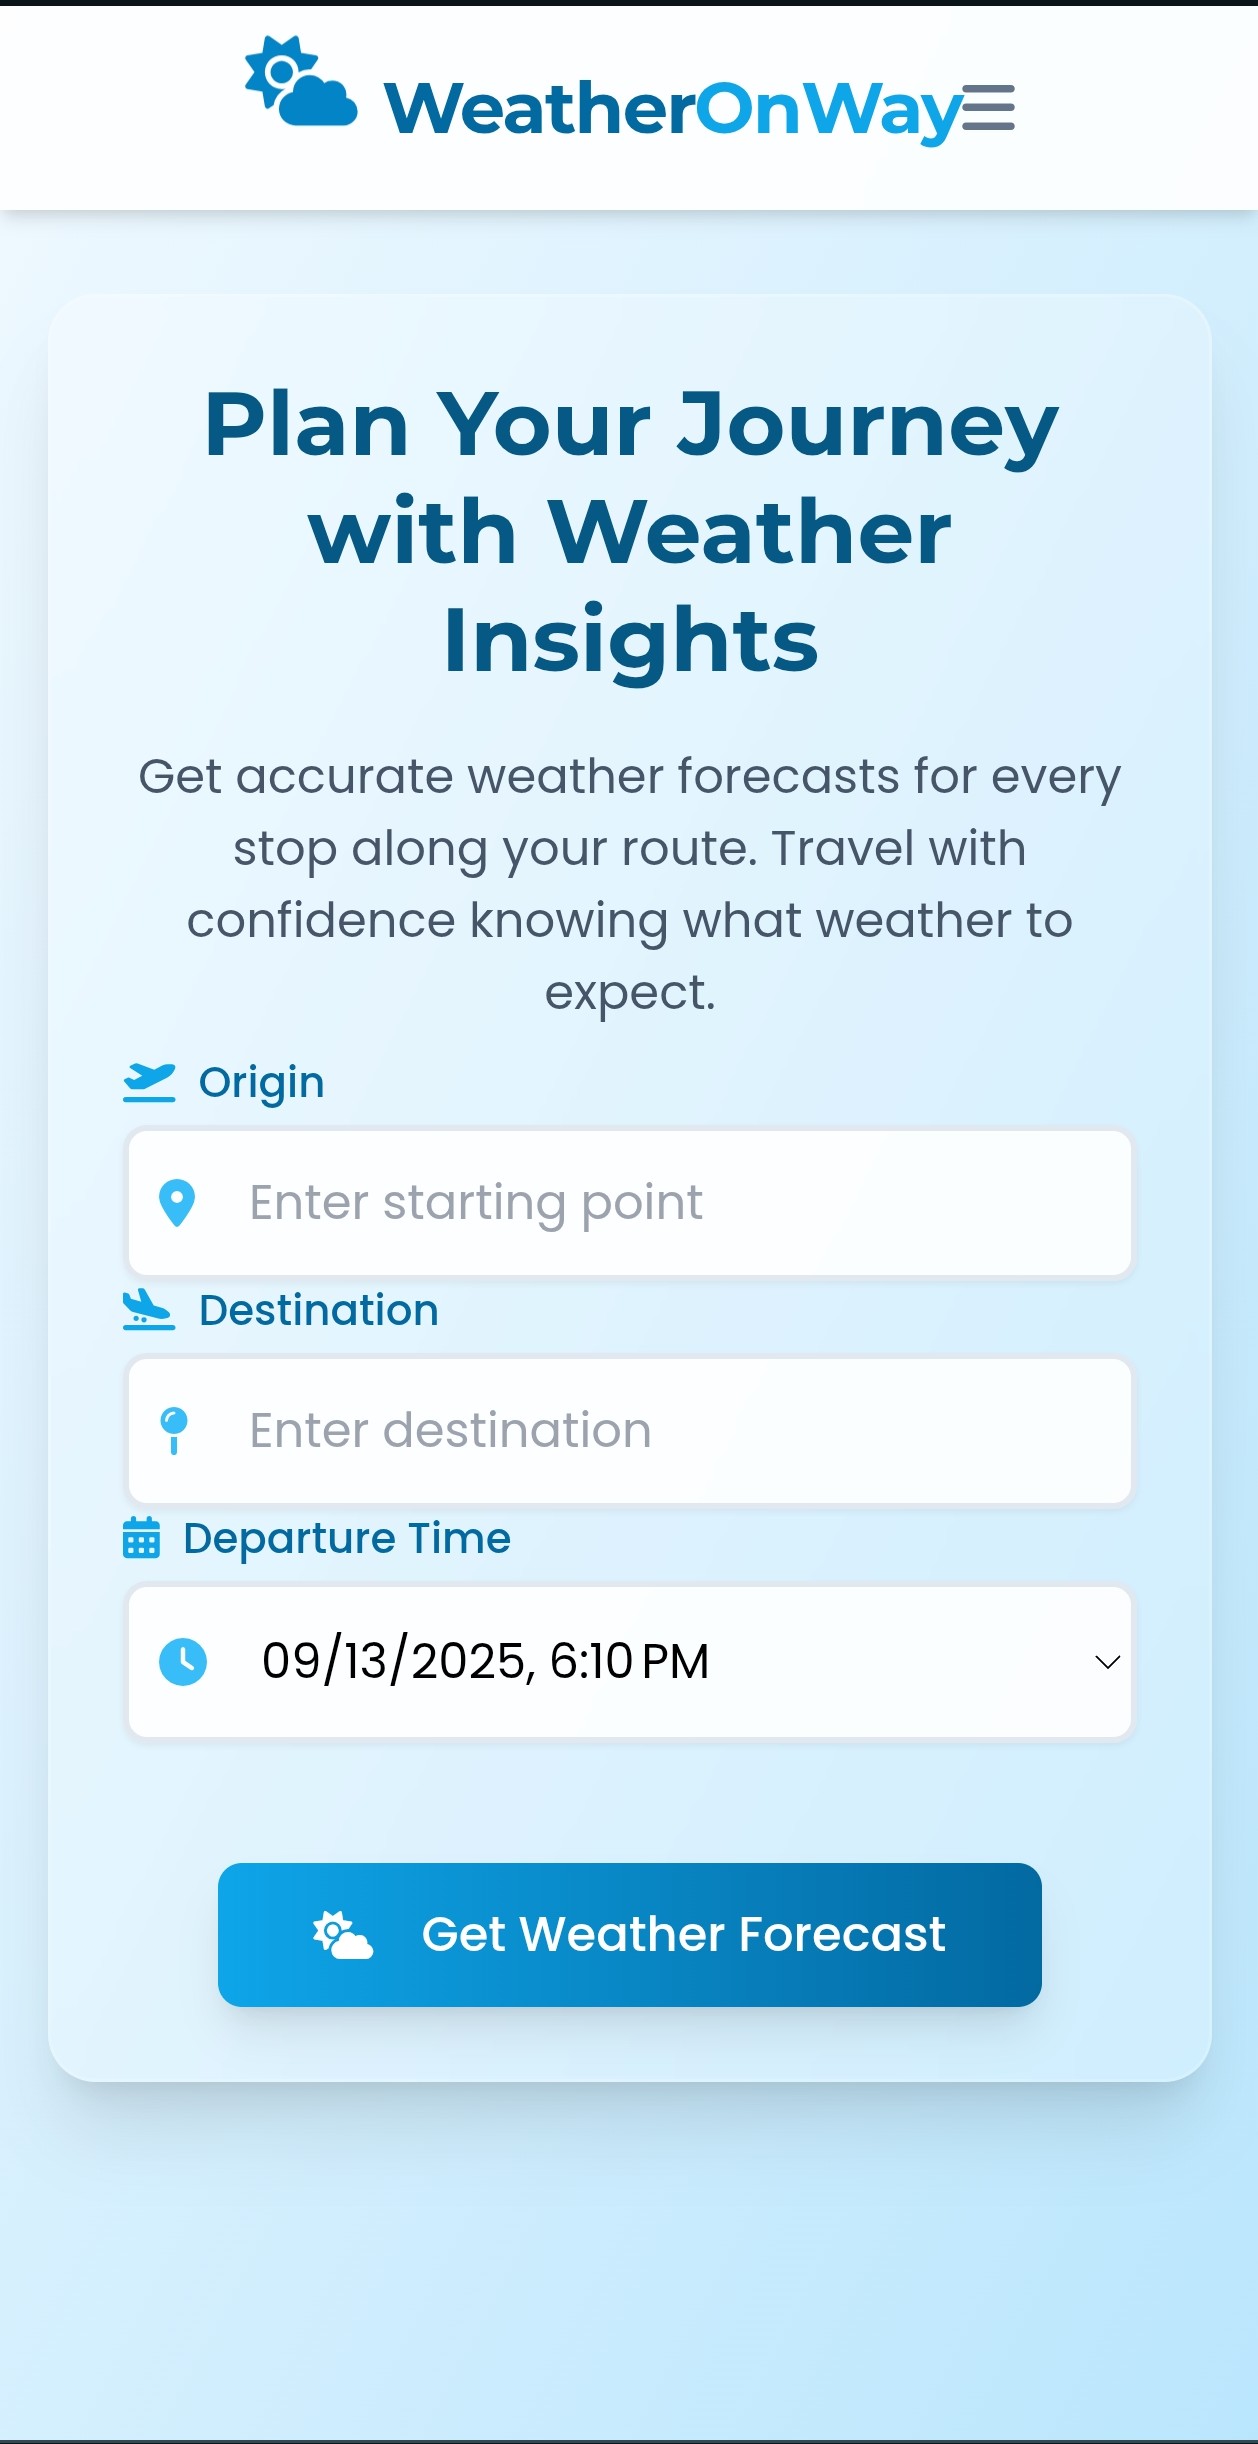 WeatherOnWay
Plan Your Journey
with Weather
Insights
Get accurate weather forecasts for every
stop along your route. Travel with
confidence knowing what weather to
expect.
Origin
Enter starting point
Destination
Enter destination
Departure Time
09/13/2025, 6:10 PM
Get Weather Forecast